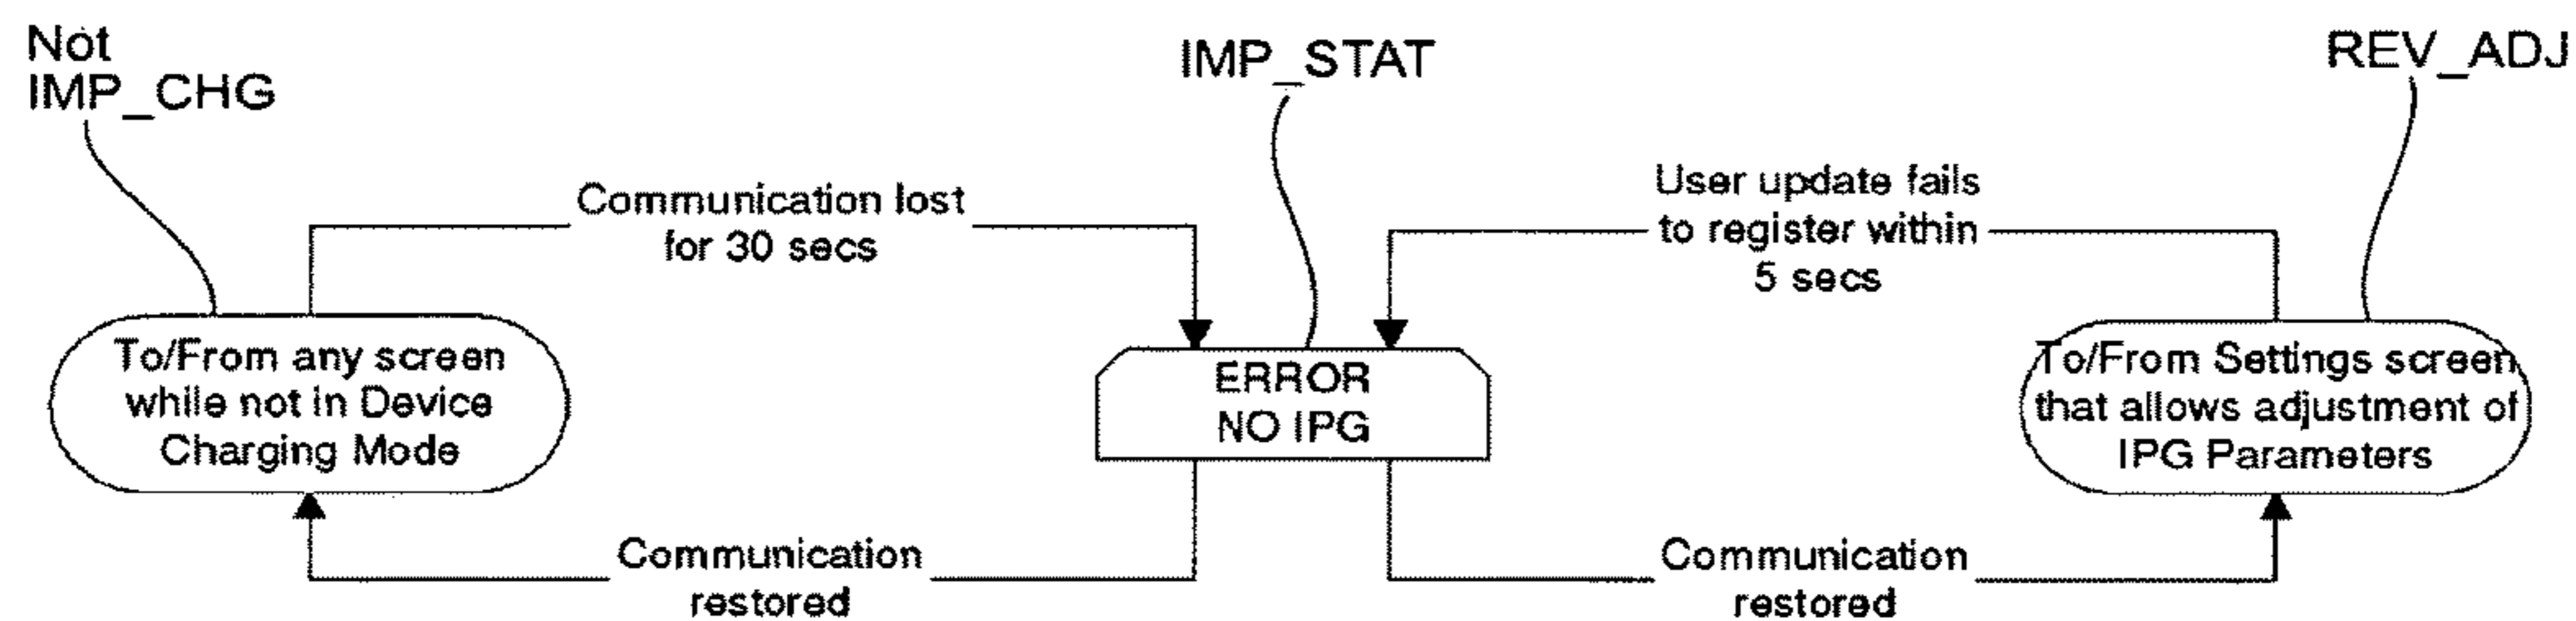 Not
IMP_CHG
IMP_STAT
REV_ADJ
Communication lost
for 30 secs
User update fails
to register within
5 secs
To/From any screen
while not in Device
Charging Mode
ERROR
NO IPG
To/From Settings screen
that allows adjustment of
IPG Parameters
Communication
restored
Communication
restored